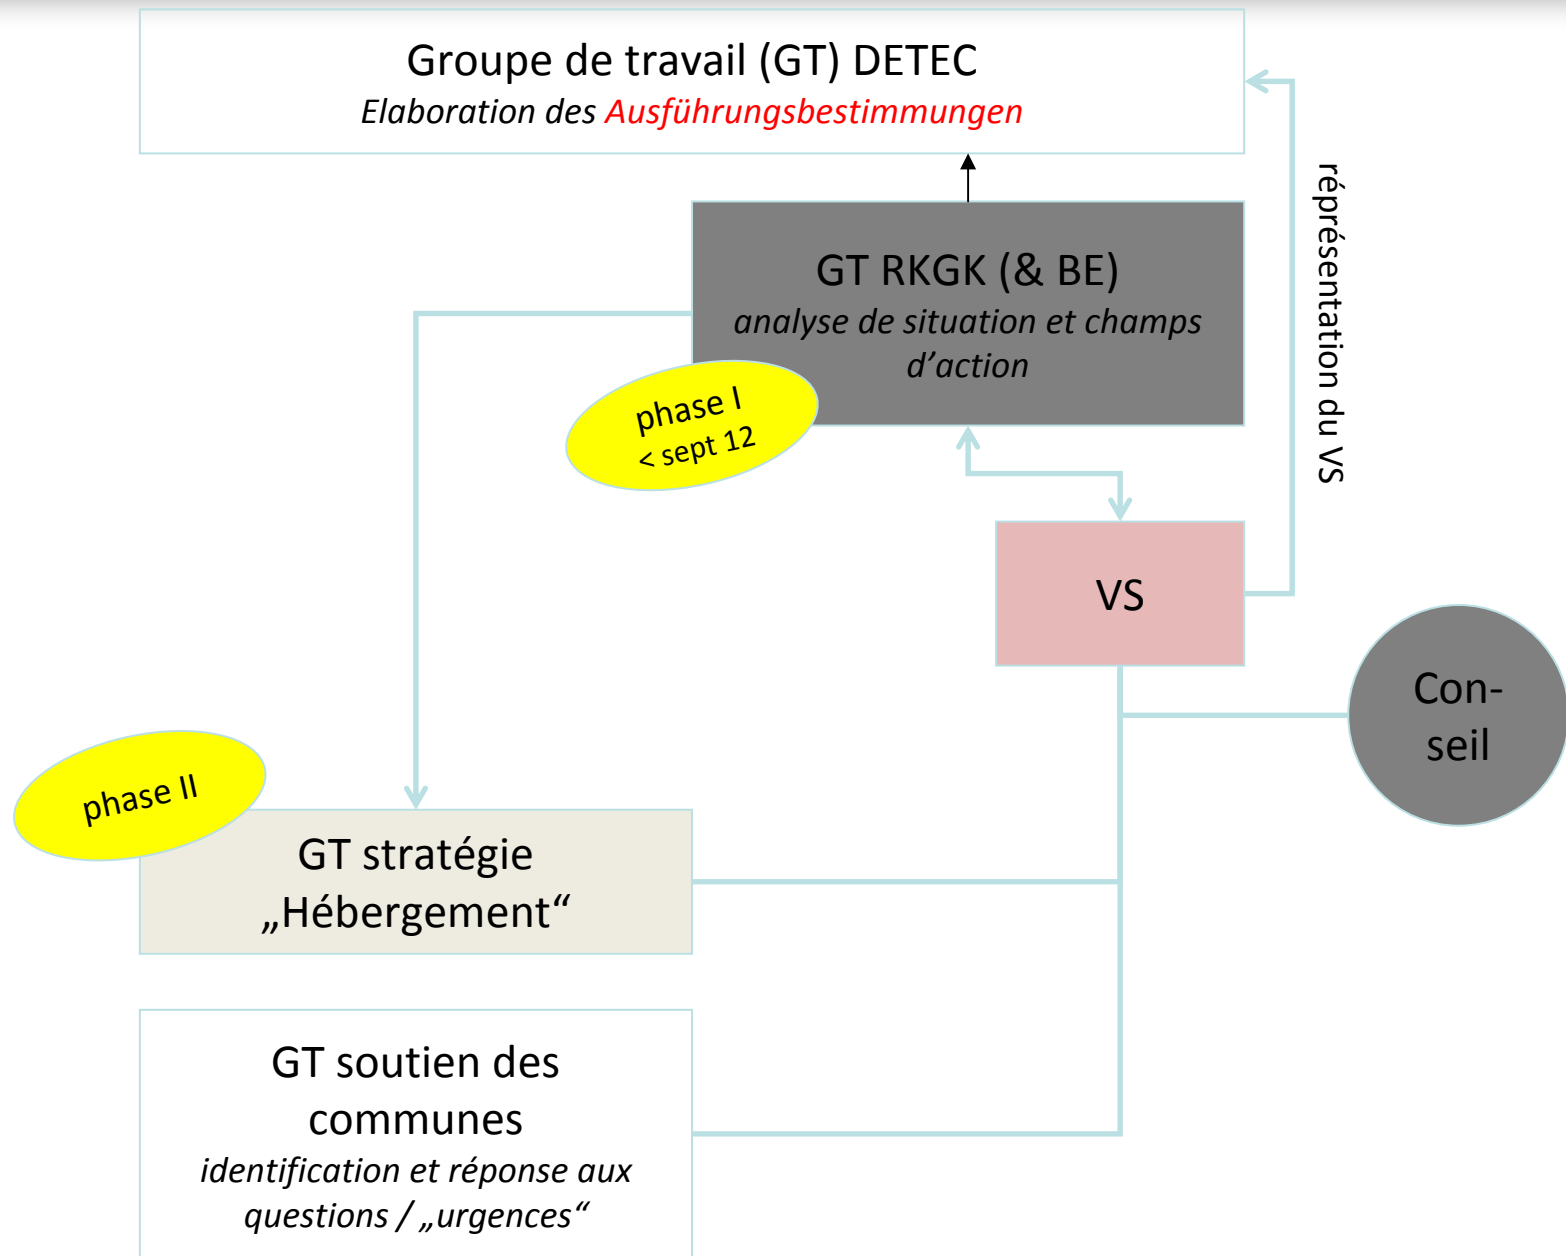 Groupe de travail (GT) DETEC
Elaboration des Ausführungsbestimmungen
GT RKGK (& BE)
analyse de situation et champs
d’action
phase I
< sept 12
réprésentation du VS
VS
Con-
seil
phase II
GT stratégie
„Hébergement“
GT soutien des
communes
identification et réponse aux
questions / „urgences“